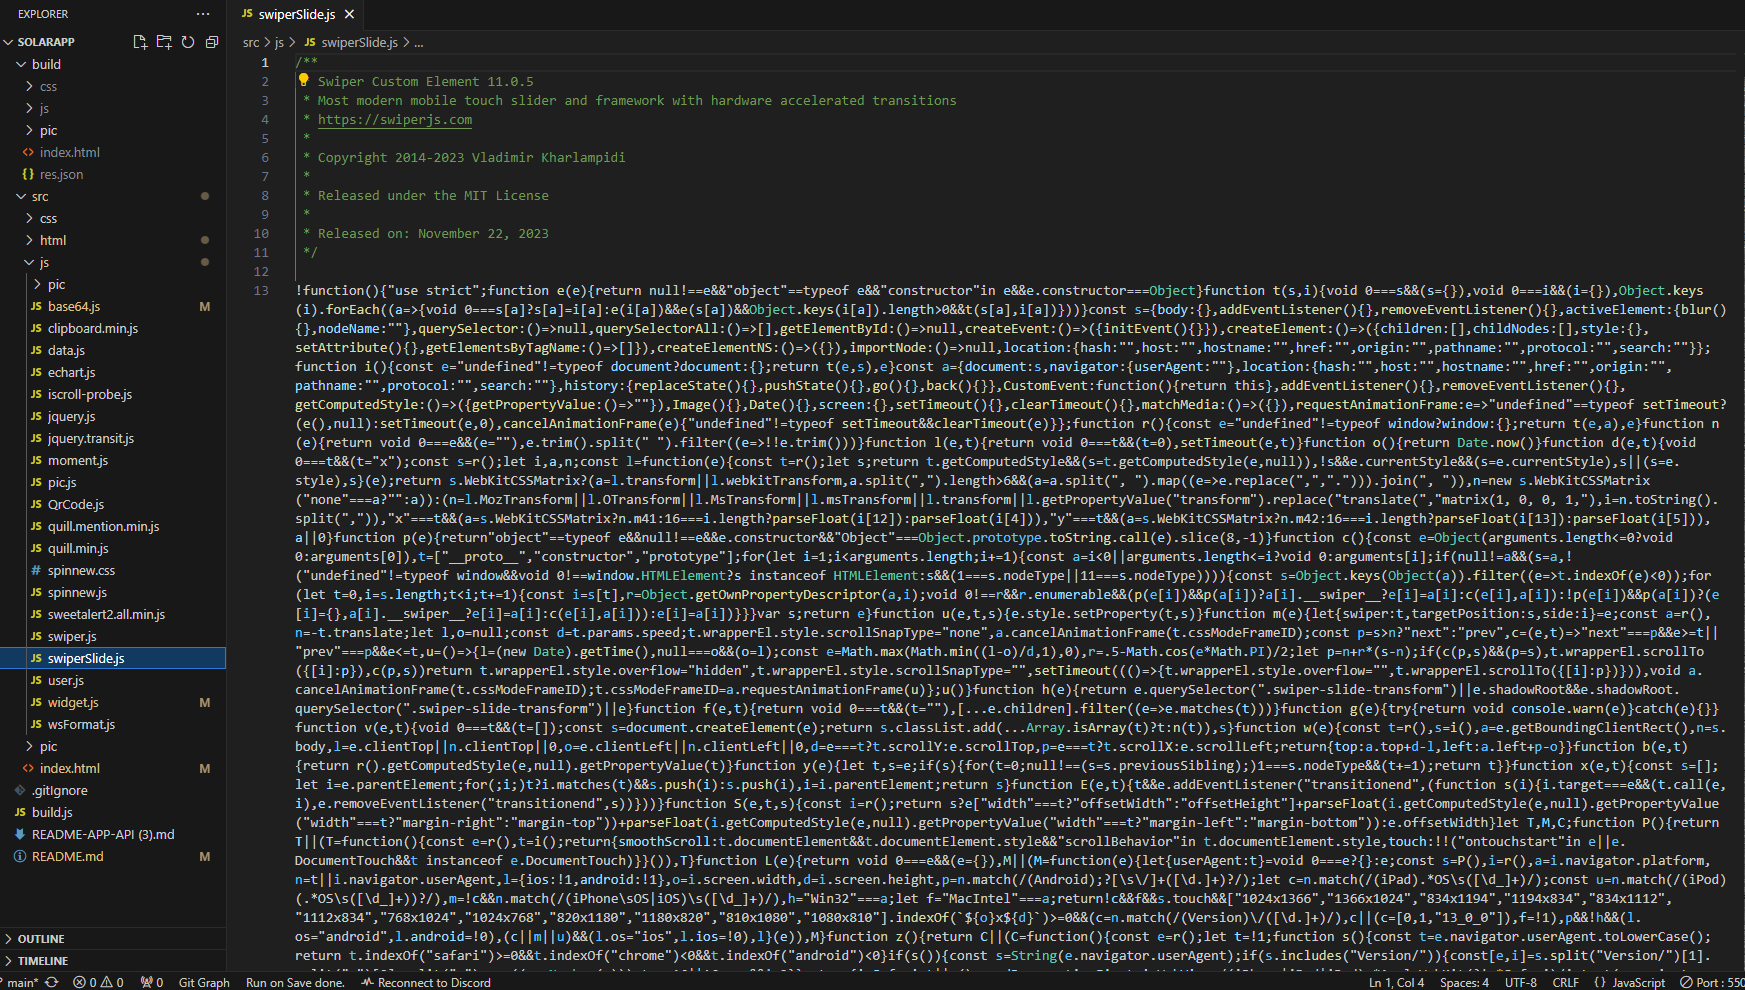 EXPLORER
SOLARAPP
build
css
js
pic
index.html
res.json
src
css
html
js
pic
base64.js M
clipboard.min.js
data.js
echart.js
iscroll-probe.js
jquery.js
jquery.transit.js
moment.js
pic.js
QrCode.js
quill.mention.min.js
quill.min.js
spinnew.css
spinnew.js
sweetalert2.all.min.js
swiper.js
swiperSlide.js
user.js
widget.js M
wsFormat.js
pic
index.html M
.gitIgnore
build.js
README-APP-API (3).md
README.md M
OUTLINE
TIMELINE
swiperSlide.js
src > js > JS swiperSlide.js > ...
1 /**
2 Swiper Custom Element 11.0.5
3 * Most modern mobile touch slider and framework with hardware accelerated transitions
4 * https://swiperjs.com
5 *
6 * Copyright 2014-2023 Vladimir Kharlampidi
7 *
8 * Released under the MIT License
9 *
10 * Released on: November 22, 2023
11 */
12
13 !function(){"use strict";function e(e){return null!==e&&"object"==typeof e&&"constructor"in e&&e.constructor===Object}function t(s,i){void 0===s&&(s={}),void 0===i&&(i={}),Object.keys
(i).forEach((a=>{void 0===s[a]?s[a]=i[a]:e(i[a])&&e(s[a])&&Object.keys(i[a]).length>0&&t(s[a],i[a])}))}const s={body:{},addEventListener(){},removeEventListener(){},activeElement:{blur()
{},nodeName:""},querySelector:()=>null,querySelectorAll:()=>[],getElementById:()=>null,createEvent:()=>({initEvent(){}}),createElement:()=>({children:[],childNodes:[],style:{},
setAttribute(){},getElementsByTagName:()=>[]}),createElementNS:()=>({}),importNode:()=>null,location:{hash:"",host:"",hostname:"",href:"",origin:"",pathname:"",protocol:"",search:""}};
function i(){const e="undefined"!=typeof document?document:{};return t(e,s),e}const a={document:s,navigator:{userAgent:""},location:{hash:"",host:"",hostname:"",href:"",origin:"",
pathname:"",protocol:"",search:""},history:{replaceState(){},pushState(){},go(){},back(){}},CustomEvent:function(){return this},addEventListener(){},removeEventListener(){},
getComputedStyle:()=>({getPropertyValue:()=>""}),Image(){},Date(){},screen:{},setTimeout(){},clearTimeout(){},matchMedia:()=>({}),requestAnimationFrame:e=>"undefined"==typeof setTimeout?
(e(),null):setTimeout(e,0),cancelAnimationFrame(e){"undefined"!=typeof setTimeout&&clearTimeout(e)}};function r(){const e="undefined"!=typeof window?window:{};return t(e,a),e}function n
(e){return void 0===e&&(e=""),e.trim().split(" ").filter((e=>!!e.trim()))}function l(e,t){return void 0===t&&(t=0),setTimeout(e,t)}function o(){return Date.now()}function d(e,t){void
0===t&&(t="x");const s=r();let i,a,n;const l=function(e){const t=r();let s;return t.getComputedStyle&&(s=t.getComputedStyle(e,null)),!s&&e.currentStyle&&(s=e.currentStyle),s||(s=e.
style),s}(e);return s.WebKitCSSMatrix?(a=l.transform||l.webkitTransform,a.split(",").length>6&&(a=a.split(", ").map((e=>e.replace(",","."))).join(", ")),n=new s.WebKitCSSMatrix
("none"===a?"":a)):(n=l.MozTransform||l.OTransform||l.MsTransform||l.msTransform||l.transform||l.getPropertyValue("transform").replace("translate(","matrix(1, 0, 0, 1,"),i=n.toString().
split(",")),"x"===t&&(a=s.WebKitCSSMatrix?n.m41:16===i.length?parseFloat(i[12]):parseFloat(i[4])),"y"===t&&(a=s.WebKitCSSMatrix?n.m42:16===i.length?parseFloat(i[13]):parseFloat(i[5])),
a||0}function p(e){return"object"==typeof e&&null!==e&&e.constructor&&"Object"===Object.prototype.toString.call(e).slice(8,-1)}function c(){const e=Object(arguments.length<=0?void
0:arguments[0]),t=["__proto__","constructor","prototype"];for(let i=1;i<arguments.length;i+=1){const a=i<0||arguments.length<=i?void 0:arguments[i];if(null!=a&&(s=a,!
("undefined"!=typeof window&&void 0!==window.HTMLElement?s instanceof HTMLElement:s&&(1===s.nodeType||11===s.nodeType)))){const s=Object.keys(Object(a)).filter((e=>t.indexOf(e)<0));for
(let t=0,i=s.length;t<i;t+=1){const i=s[t],r=Object.getOwnPropertyDescriptor(a,i);void 0!==r&&r.enumerable&&(p(e[i])&&p(a[i])?a[i].__swiper__?e[i]=a[i]:c(e[i],a[i]):!p(e[i])&&p(a[i])?(e
[i]={},a[i].__swiper__?e[i]=a[i]:c(e[i],a[i])):e[i]=a[i])}}}var s;return e}function u(e,t,s){e.style.setProperty(t,s)}function m(e){let{swiper:t,targetPosition:s,side:i}=e;const a=r(),
n=-t.translate;let l,o=null;const d=t.params.speed;t.wrapperEl.style.scrollSnapType="none",a.cancelAnimationFrame(t.cssModeFrameID);const p=s>n?"next":"prev",c=(e,t)=>"next"===p&&e>=t||
"prev"===p&&e<=t,u=()=>{l=(new Date).getTime(),null===o&&(o=l);const e=Math.max(Math.min((l-o)/d,1),0),r=.5-Math.cos(e*Math.PI)/2;let p=n+r*(s-n);if(c(p,s)&&(p=s),t.wrapperEl.scrollTo
({[i]:p}),c(p,s))return t.wrapperEl.style.overflow="hidden",t.wrapperEl.style.scrollSnapType="",setTimeout((()=>{t.wrapperEl.style.overflow="",t.wrapperEl.scrollTo({[i]:p})})),void a.
cancelAnimationFrame(t.cssModeFrameID);t.cssModeFrameID=a.requestAnimationFrame(u)};u()}function h(e){return e.querySelector(".swiper-slide-transform")||e.shadowRoot&&e.shadowRoot.
querySelector(".swiper-slide-transform")||e}function f(e,t){return void 0===t&&(t=""),[...e.children].filter((e=>e.matches(t)))}function g(e){try{return void console.warn(e)}catch(e){}}
function v(e,t){void 0===t&&(t=[]);const s=document.createElement(e);return s.classList.add(...Array.isArray(t)?t:n(t)),s}function w(e){const t=r(),s=i(),a=e.getBoundingClientRect(),n=s.
body,l=e.clientTop||n.clientTop||0,o=e.clientLeft||n.clientLeft||0,d=e===t?t.scrollY:e.scrollTop,p=e===t?t.scrollX:e.scrollLeft;return{top:a.top+d-l,left:a.left+p-o}}function b(e,t)
{return r().getComputedStyle(e,null).getPropertyValue(t)}function y(e){let t,s=e;if(s){for(t=0;null!==(s=s.previousSibling);)1===s.nodeType&&(t+=1);return t}}function x(e,t){const s=[];
let i=e.parentElement;for(;i;)t?i.matches(t)&&s.push(i):s.push(i),i=i.parentElement;return s}function E(e,t){t&&e.addEventListener("transitionend",(function s(i){i.target===e&&(t.call(e,
i),e.removeEventListener("transitionend",s))}))}function S(e,t,s){const i=r();return s?e["width"===t?"offsetWidth":"offsetHeight"]+parseFloat(i.getComputedStyle(e,null).getPropertyValue
("width"===t?"margin-right":"margin-top"))+parseFloat(i.getComputedStyle(e,null).getPropertyValue("width"===t?"margin-left":"margin-bottom")):e.offsetWidth}let T,M,C;function P(){return
T||(T=function(){const e=r(),t=i();return{smoothScroll:t.documentElement&&t.documentElement.style&&"scrollBehavior"in t.documentElement.style,touch:!!("ontouchstart"in e||e.
DocumentTouch&&t instanceof e.DocumentTouch)}}()),T}function L(e){return void 0===e&&(e={}),M||(M=function(e){let{userAgent:t}=void 0===e?{}:e;const s=P(),i=r(),a=i.navigator.platform,
n=t||i.navigator.userAgent,l={ios:!1,android:!1},o=i.screen.width,d=i.screen.height,p=n.match(/(Android);?[\s\/]+([\d.]+)?/);let c=n.match(/(iPad).*OS\s([\d_]+)/);const u=n.match(/(iPod)
(.*OS\s([\d_]+))?/),m=!c&&n.match(/(iPhone\sOS|iOS)\s([\d_]+)/),h="Win32"===a;let f="MacIntel"===a;return!c&&f&&s.touch&&["1024x1366","1366x1024","834x1194","1194x834","834x1112",
"1112x834","768x1024","1024x768","820x1180","1180x820","810x1080","1080x810"].indexOf(`${o}x${d}`)>=0&&(c=n.match(/(Version)\/([\d.]+)/),c||(c=[0,1,"13_0_0"]),f=!1),p&&!h&&(l.
os="android",l.android=!0),(c||m||u)&&(l.os="ios",l.ios=!0),l}(e)),M}function z(){return C||(C=function(){const e=r();let t=!1;function s(){const t=e.navigator.userAgent.toLowerCase();
return t.indexOf("safari")>=0&&t.indexOf("chrome")<0&&t.indexOf("android")<0}if(s()){const s=String(e.navigator.userAgent);if(s.includes("Version/")){const[e,i]=s.split("Version/")[1].
main* 0 0 0 Git Graph Run on Save done. Reconnect to Discord Ln 1, Col 4 Spaces: 4 UTF-8 CRLF {} JavaScript Port : 550